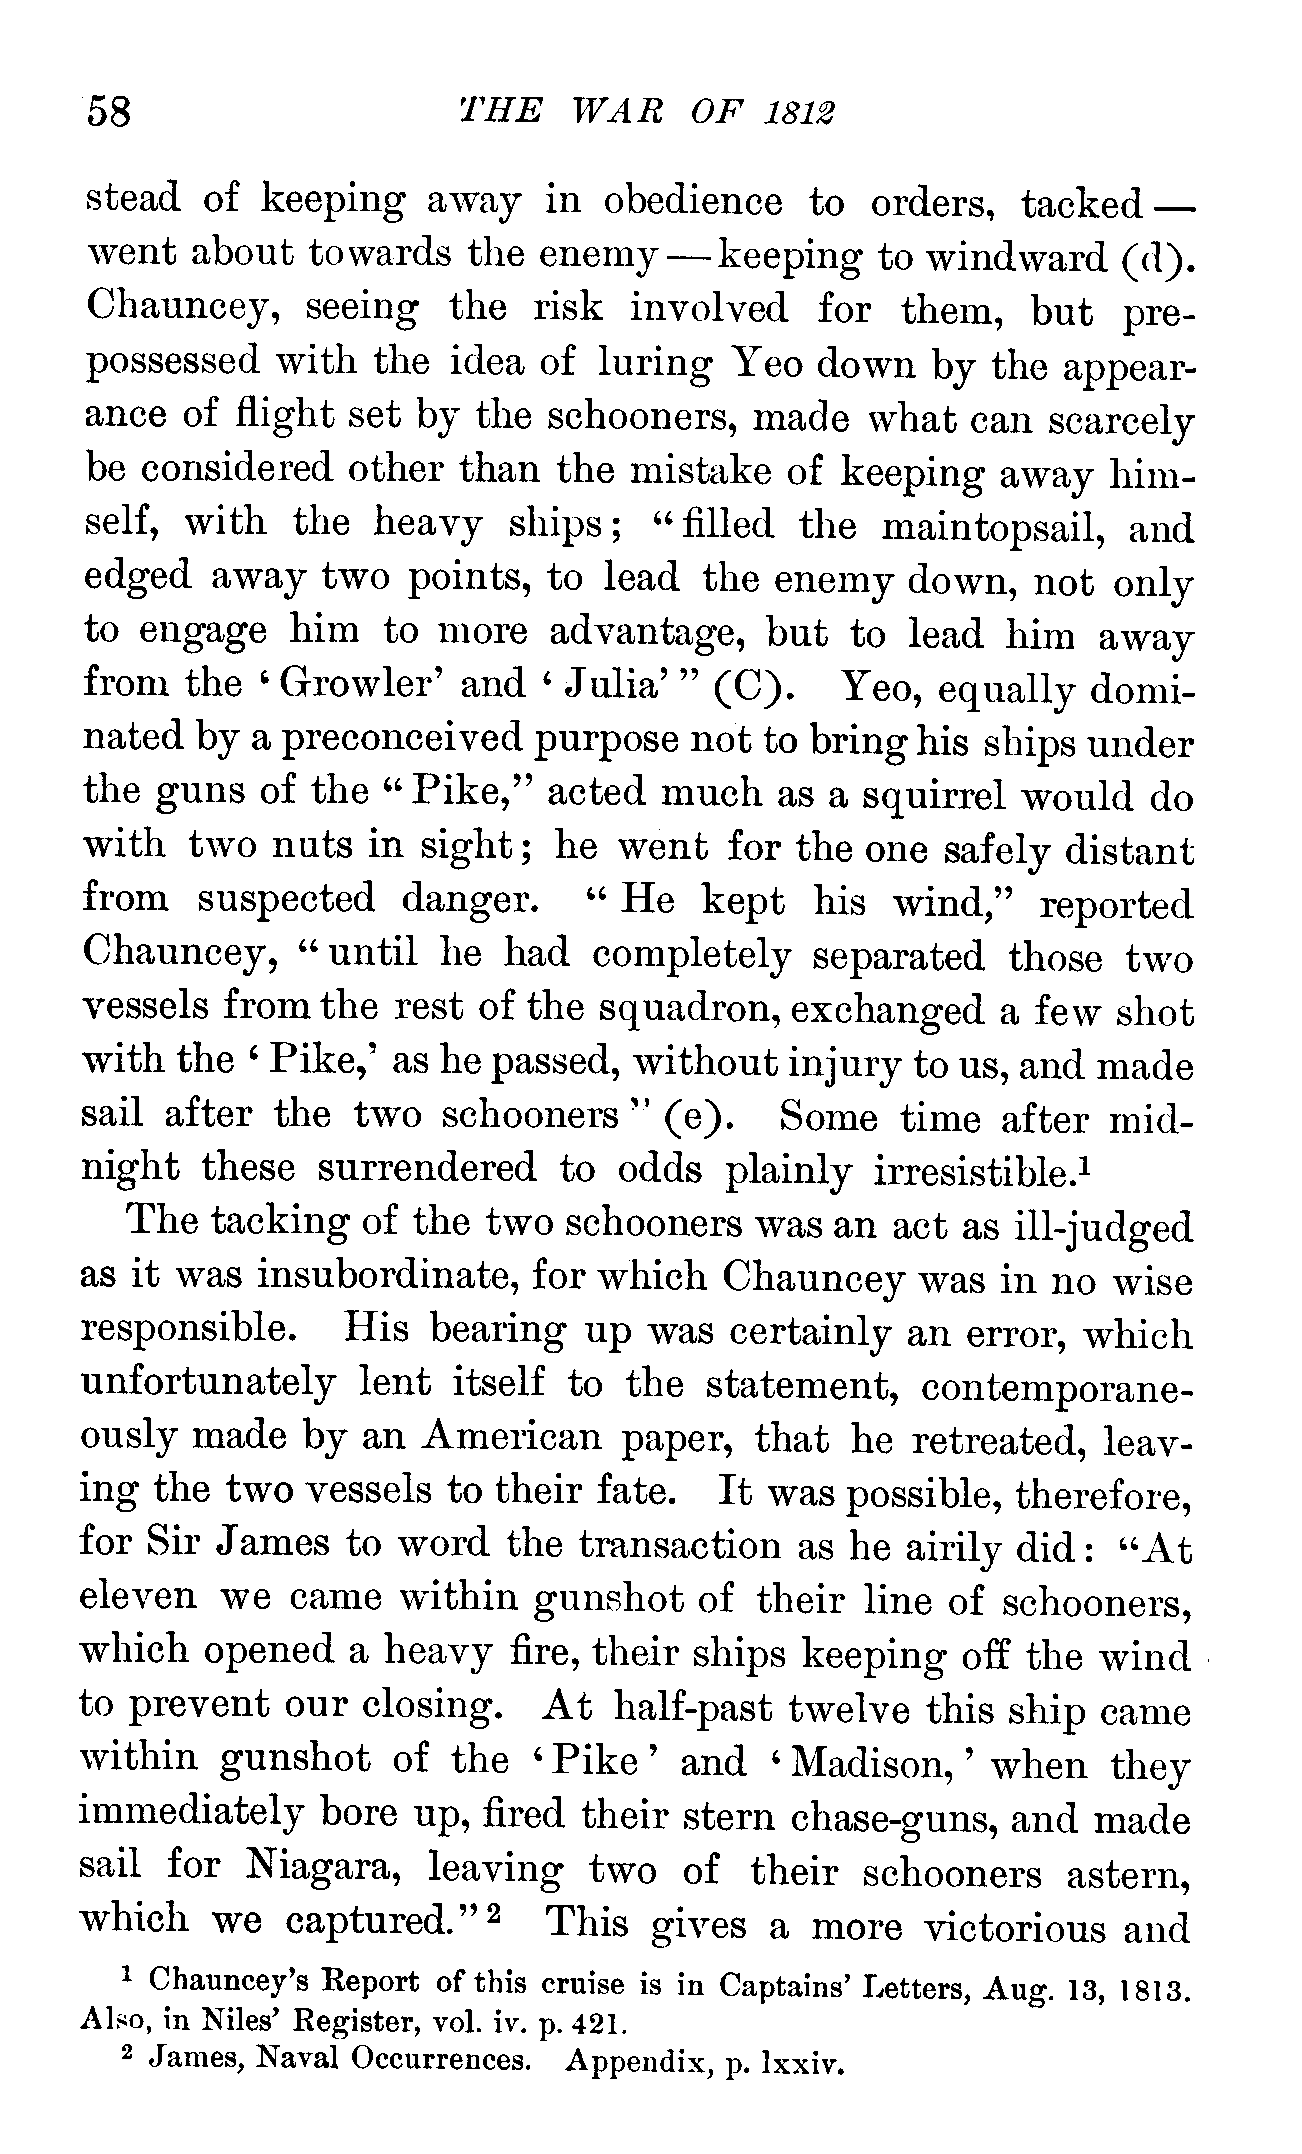 58 THE WAR OF 1812
stead of keeping away in obedience to orders, tacked —
went about towards the enemy — keeping to windward (d).
Chauncey, seeing the risk involved for them, but pre-
possessed with the idea of luring Yeo down by the appear-
ance of flight set by the schooners, made what can scarcely
be considered other than the mistake of keeping away him-
self, with the heavy ships; “filled the maintopsail, and
edged away two points, to lead the enemy down, not only
to engage him to more advantage, but to lead him away
from the ‘Growler’ and ‘Julia’” (C). Yeo, equally domi-
nated by a preconceived purpose not to bring his ships under
the guns of the “Pike,” acted much as a squirrel would do
with two nuts in sight; he went for the one safely distant
from suspected danger. “He kept his wind,” reported
Chauncey, “until he had completely separated those two
vessels from the rest of the squadron, exchanged a few shot
with the ‘Pike,’ as he passed, without injury to us, and made
sail after the two schooners” (e). Some time after mid-
night these surrendered to odds plainly irresistible.¹
The tacking of the two schooners was an act as ill-judged
as it was insubordinate, for which Chauncey was in no wise
responsible. His bearing up was certainly an error, which
unfortunately lent itself to the statement, contemporane-
ously made by an American paper, that he retreated, leav-
ing the two vessels to their fate. It was possible, therefore,
for Sir James to word the transaction as he airily did: “At
eleven we came within gunshot of their line of schooners,
which opened a heavy fire, their ships keeping off the wind
to prevent our closing. At half-past twelve this ship came
within gunshot of the ‘Pike’ and ‘Madison,’ when they
immediately bore up, fired their stern chase-guns, and made
sail for Niagara, leaving two of their schooners astern,
which we captured.”² This gives a more victorious and
¹ Chauncey’s Report of this cruise is in Captains’ Letters, Aug. 13, 1813.
Also, in Niles’ Register, vol. iv. p. 421.
² James, Naval Occurrences. Appendix, p. lxxiv.